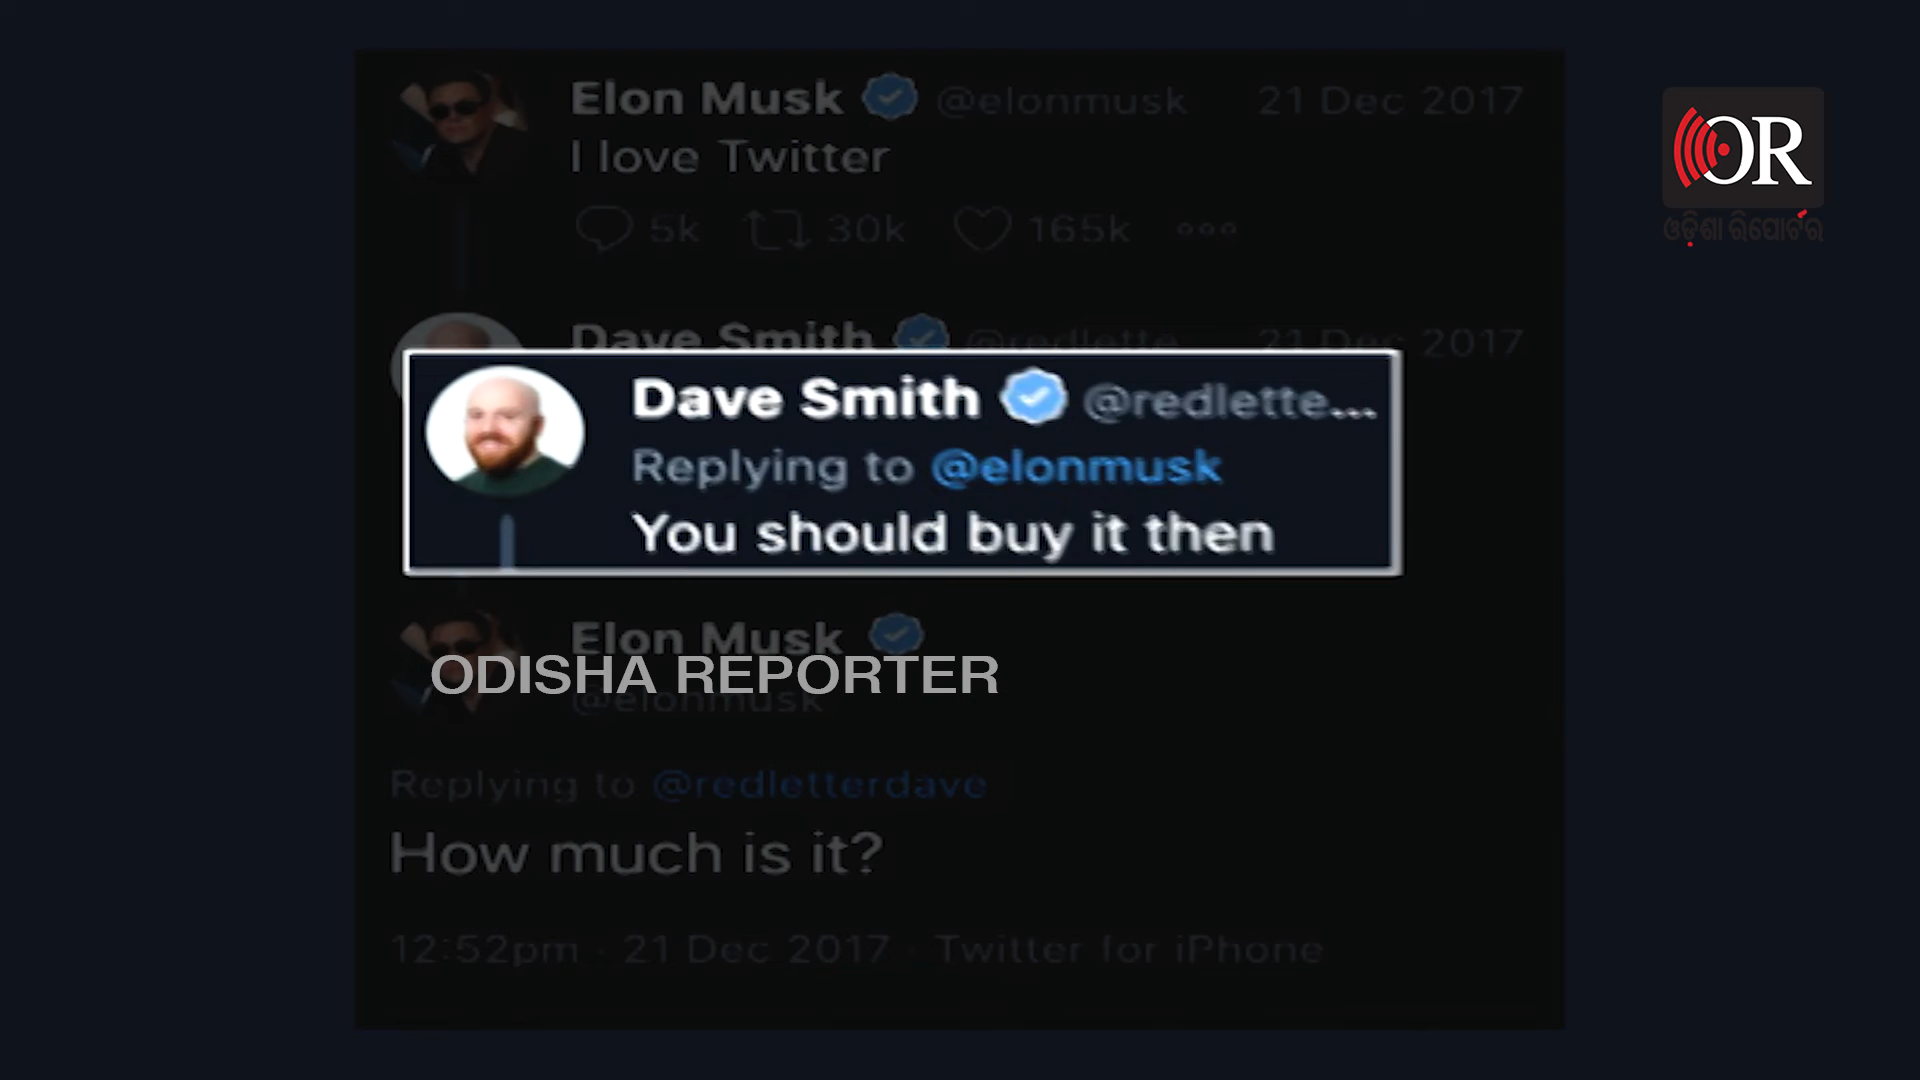 Elon Musk @elonmusk 21 Dec 2017
I love Twitter
5k 30k 165k
OR
ଓଡ଼ିଶା ରିପୋର୍ଟର
Dave Smith @redlette 21 Dec 2017
Dave Smith @redlette...
Replying to @elonmusk
You should buy it then
Elon Musk
ODISHA REPORTER
@elonmusk
Replying to @redletterdave
How much is it?
12:52pm · 21 Dec 2017 · Twitter for iPhone